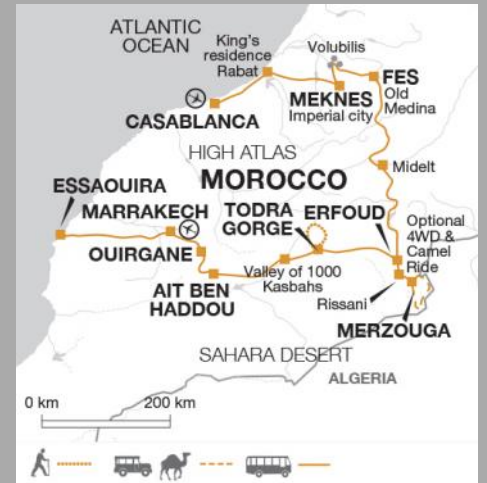 ATLANTIC
OCEAN
King's
residence
Rabat
Volubilis
FES
Old
Medina
MEKNES
Imperial city
CASABLANCA
HIGH ATLAS
Midelt
MOROCCO
ESSAOUIRA
MARRAKECH
TODRA
GORGE
ERFOUD
Optional
4WD &
Camel
Ride
OUIRGANE
Valley of 1000
Kasbahs
AIT BEN
HADDOU
Rissani
MERZOUGA
SAHARA DESERT
ALGERIA
0 km
200 km